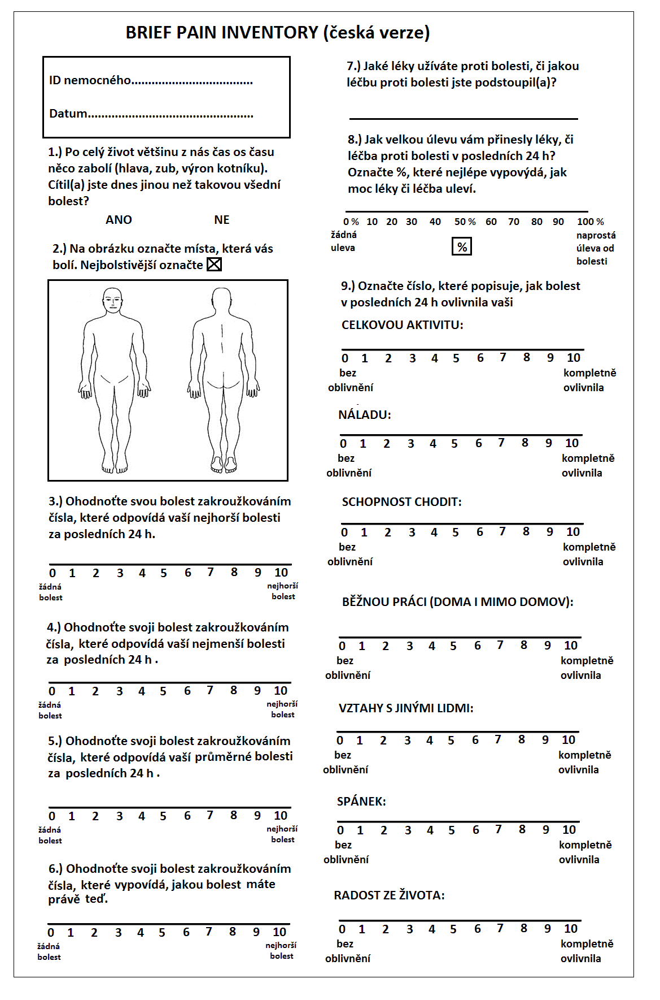 BRIEF PAIN INVENTORY (česká verze)
ID nemocného....................................
Datum.................................................
1.) Po celý život většinu z nás čas os času
něco zabolí (hlava, zub, výron kotníku).
Cítil(a) jste dnes jinou než takovou všední
bolest?
ANO NE
2.) Na obrázku označte místa, která vás
bolí. Nejbolstivější označte
3.) Ohodnoťte svou bolest zakroužkováním
čísla, které odpovídá vaší nejhorší bolesti
za posledních 24 h.
0 1 2 3 4 5 6 7 8 9 10
žádná nejhorší
bolest bolest
4.) Ohodnoťte svoji bolest zakroužkováním
čísla, které odpovídá vaší nejmenší bolesti
za posledních 24 h .
0 1 2 3 4 5 6 7 8 9 10
žádná nejhorší
bolest bolest
5.) Ohodnoťte svoji bolest zakroužkováním
čísla, které odpovídá vaší průměrné bolesti
za posledních 24 h .
0 1 2 3 4 5 6 7 8 9 10
žádná nejhorší
bolest bolest
6.) Ohodnoťte svoji bolest zakroužkováním
čísla, které vypovídá, jakou bolest máte
právě teď.
0 1 2 3 4 5 6 7 8 9 10
žádná nejhorší
bolest bolest
7.) Jaké léky užíváte proti bolesti, či jakou
léčbu proti bolesti jste podstoupil(a)?
8.) Jak velkou úlevu vám přinesly léky, či
léčba proti bolesti v posledních 24 h?
Označte %, které nejlépe vypovýdá, jak
moc léky či léčba uleví.
0 % 10 20 30 40 50 % 60 70 80 90 100 %
žádná naprostá
uleva % úleva od
bolesti
9.) Označte číslo, které popisuje, jak bolest
v posledních 24 h ovlivnila vaši
CELKOVOU AKTIVITU:
0 1 2 3 4 5 6 7 8 9 10
bez kompletně
oblivnění ovlivnila
NÁLADU:
0 1 2 3 4 5 6 7 8 9 10
bez kompletně
oblivnění ovlivnila
SCHOPNOST CHODIT:
0 1 2 3 4 5 6 7 8 9 10
bez kompletně
oblivnění ovlivnila
BĚŽNOU PRÁCI (DOMA I MIMO DOMOV):
0 1 2 3 4 5 6 7 8 9 10
bez kompletně
oblivnění ovlivnila
VZTAHY S JINÝMI LIDMI:
0 1 2 3 4 5 6 7 8 9 10
bez kompletně
oblivnění ovlivnila
SPÁNEK:
0 1 2 3 4 5 6 7 8 9 10
bez kompletně
oblivnění ovlivnila
RADOST ZE ŽIVOTA:
0 1 2 3 4 5 6 7 8 9 10
bez kompletně
oblivnění ovlivnila